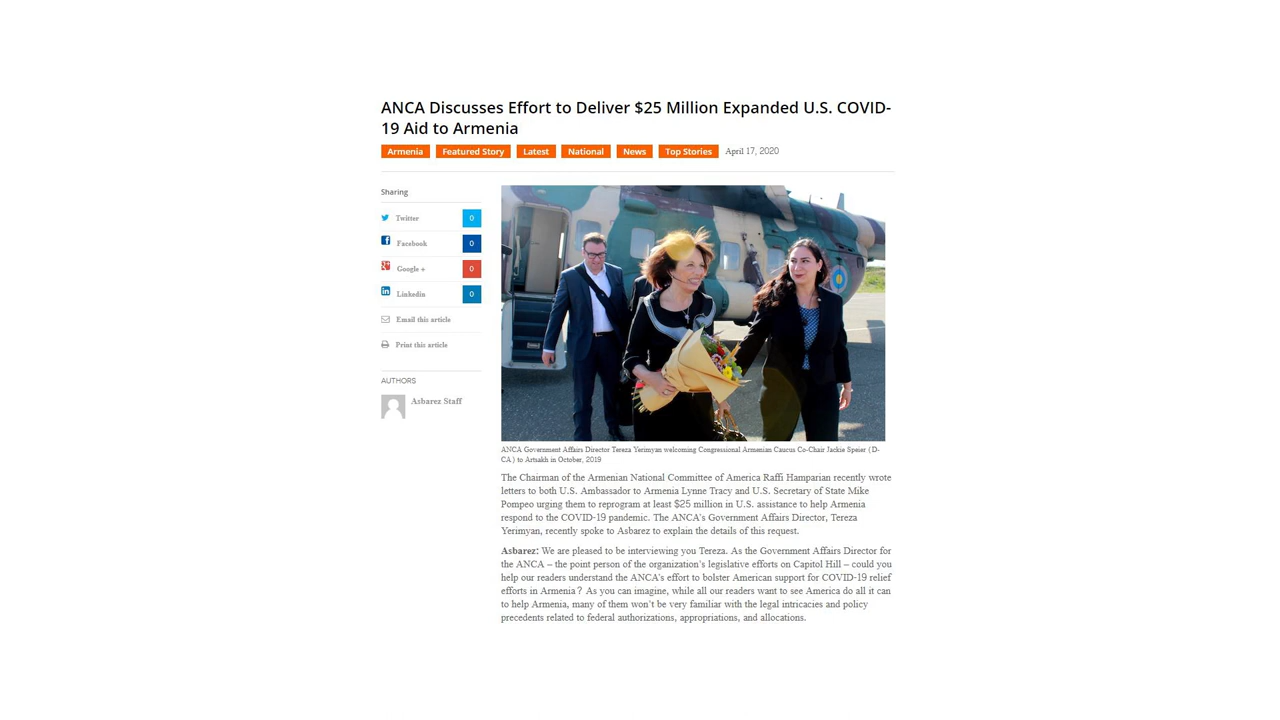 ANCA Discusses Effort to Deliver $25 Million Expanded U.S. COVID-
19 Aid to Armenia
Armenia Featured Story Latest National News Top Stories April 17, 2020
Sharing
Twitter 0
Facebook 0
Google + 0
Linkedin 0
Email this article
Print this article
AUTHORS
Asbarez Staff
ANCA Government Affairs Director Tereza Yerimyan welcoming Congressional Armenian Caucus Co-Chair Jackie Speier (D-
CA) to Artsakh in October, 2019
The Chairman of the Armenian National Committee of America Raffi Hamparian recently wrote
letters to both U.S. Ambassador to Armenia Lynne Tracy and U.S. Secretary of State Mike
Pompeo urging them to reprogram at least $25 million in U.S. assistance to help Armenia
respond to the COVID-19 pandemic. The ANCA's Government Affairs Director, Tereza
Yerimyan, recently spoke to Asbarez to explain the details of this request.
Asbarez: We are pleased to be interviewing you Tereza. As the Government Affairs Director for
the ANCA – the point person of the organization's legislative efforts on Capitol Hill – could you
help our readers understand the ANCA's effort to bolster American support for COVID-19 relief
efforts in Armenia? As you can imagine, while all our readers want to see America do all it can
to help Armenia, many of them won't be very familiar with the legal intricacies and policy
precedents related to federal authorizations, appropriations, and allocations.